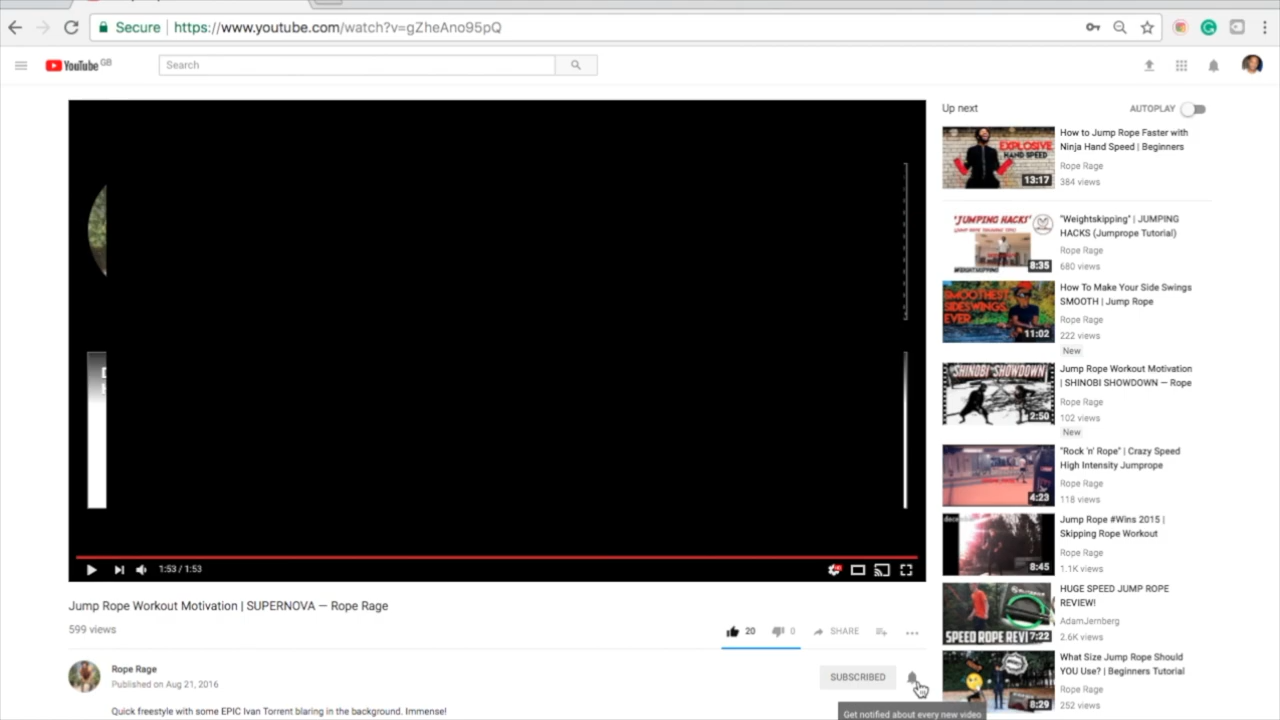 Secure https://www.youtube.com/watch?v=gZheAno95pQ
YouTube GB
Search
Up next
AUTOPLAY
EXPLOSIVE
HAND SPEED
13:17
How to Jump Rope Faster with
Ninja Hand Speed | Beginners
Rope Rage
384 views
"JUMPING HACKS"
WEIGHTSKIPPING
8:35
"Weightskipping" | JUMPING
HACKS (Jumprope Tutorial)
Rope Rage
680 views
SMOOTHEST
SIDESWINGS
EVER
11:02
How To Make Your Side Swings
SMOOTH | Jump Rope
Rope Rage
222 views
New
SHINOBI SHOWDOWN
2:50
Jump Rope Workout Motivation
| SHINOBI SHOWDOWN — Rope
Rope Rage
102 views
New
4:23
"Rock 'n' Rope" | Crazy Speed
High Intensity Jumprope
Rope Rage
118 views
8:45
Jump Rope #Wins 2015 |
Skipping Rope Workout
Rope Rage
1.1K views
SPEED ROPE REVI
7:22
HUGE SPEED JUMP ROPE
REVIEW!
AdamJernberg
2.6K views
8:29
What Size Jump Rope Should
YOU Use? | Beginners Tutorial
Rope Rage
252 views
1:53 / 1:53
Jump Rope Workout Motivation | SUPERNOVA — Rope Rage
599 views
20
0
SHARE
Rope Rage
Published on Aug 21, 2016
SUBSCRIBED
Quick freestyle with some EPIC Ivan Torrent blaring in the background. Immense!
Get notified about every new video